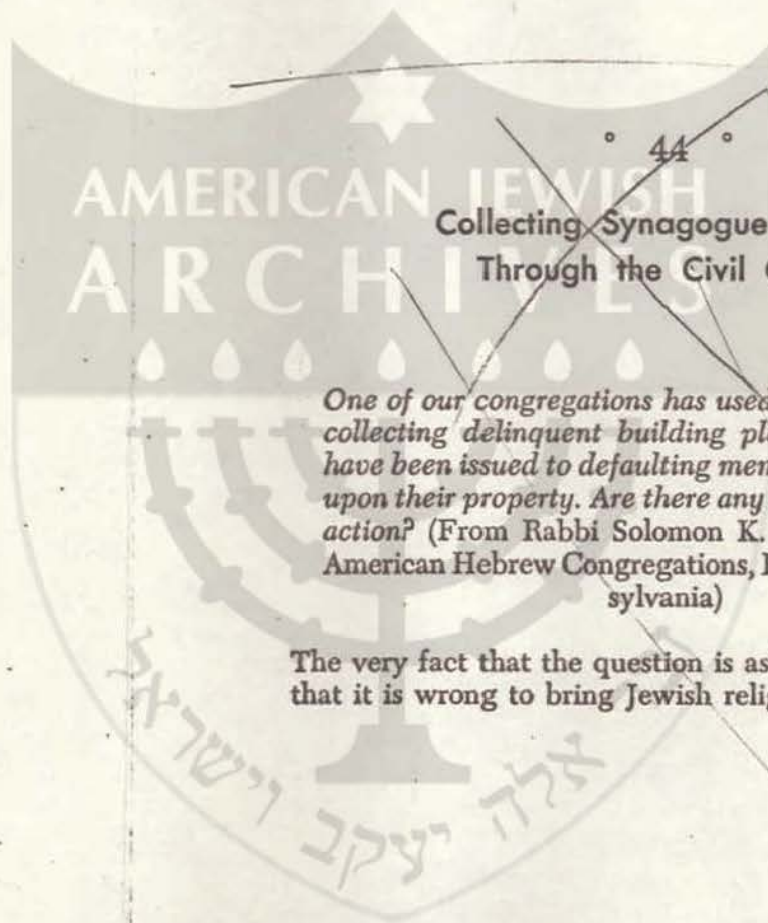 AMERICAN JEWISH
ARCHIVES
° 44 °
Collecting Synagogue
Through the Civil
One of our congregations has used
collecting delinquent building pl
have been issued to defaulting mem
upon their property. Are there any
action? (From Rabbi Solomon K.
American Hebrew Congregations,
sylvania)
The very fact that the question is as
that it is wrong to bring Jewish relig
אלה יעקב וישראל